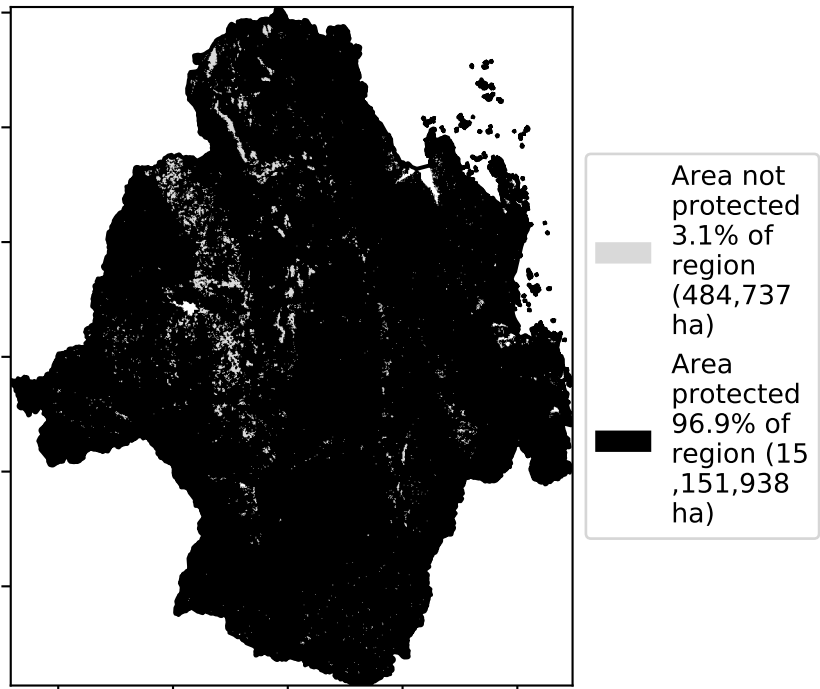 Area not
protected
3.1% of
region
(484,737
ha)
Area
protected
96.9% of
region (15
,151,938
ha)